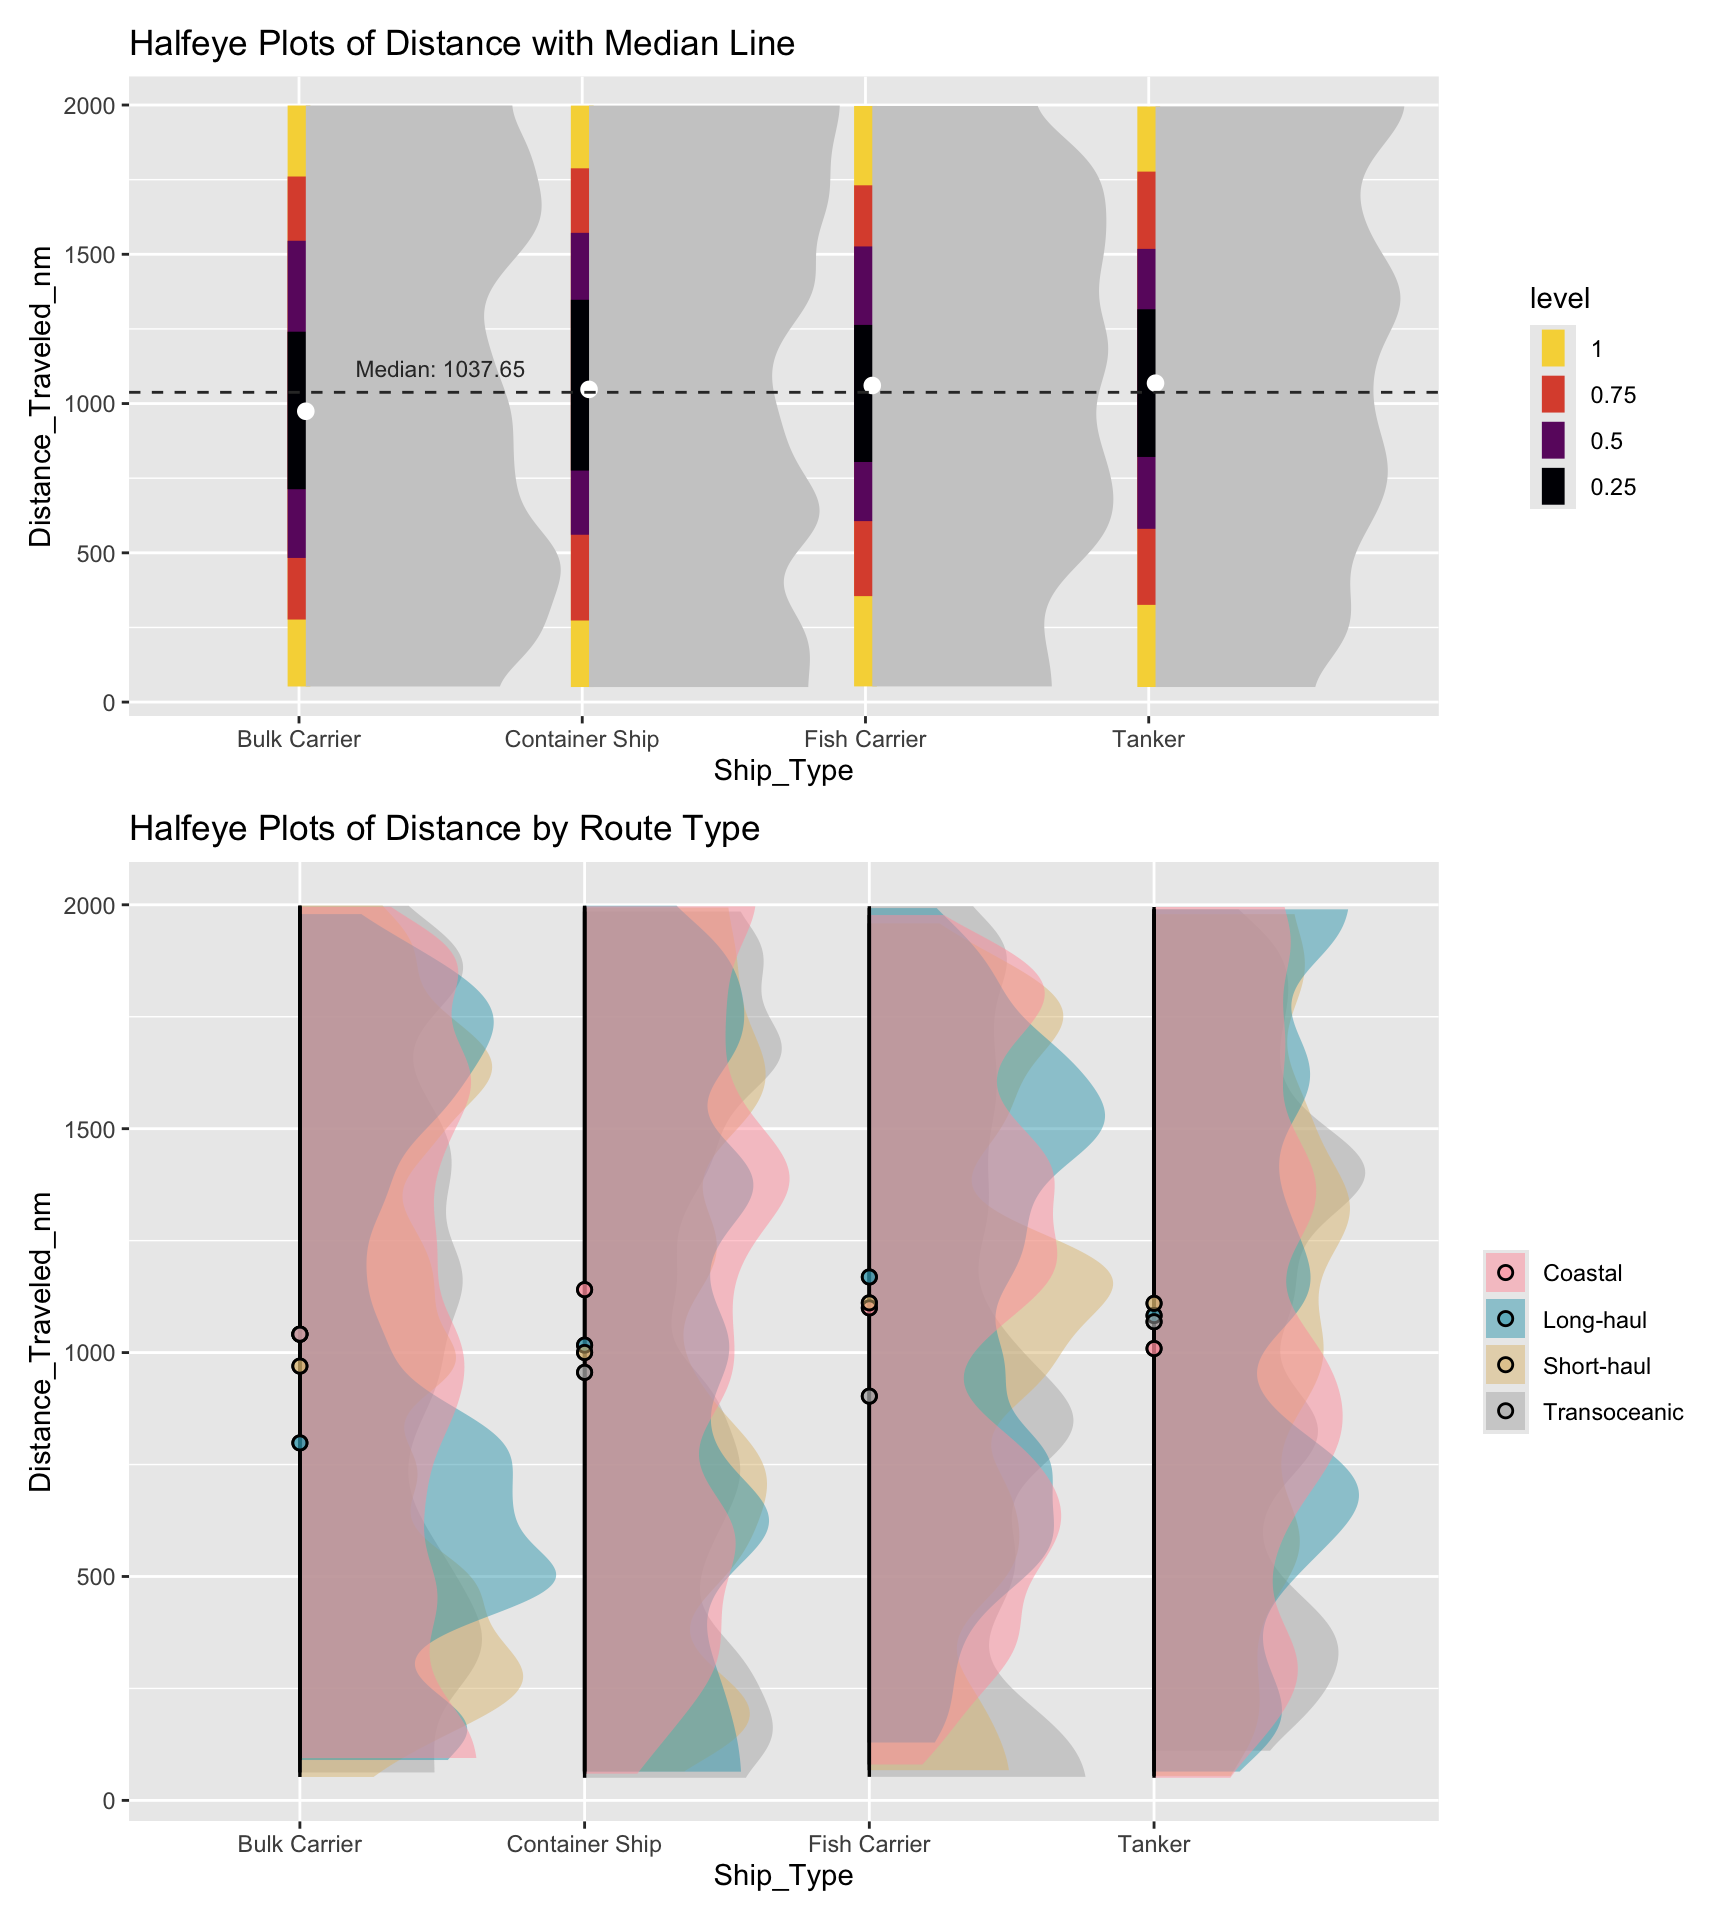 Halfeye Plots of Distance with Median Line
Distance_Traveled_nm
2000
1500
1000
500
0
Median: 1037.65
Bulk Carrier
Container Ship
Fish Carrier
Tanker
Ship_Type
level
1
0.75
0.5
0.25
Halfeye Plots of Distance by Route Type
Distance_Traveled_nm
2000
1500
1000
500
0
Bulk Carrier
Container Ship
Fish Carrier
Tanker
Ship_Type
Coastal
Long-haul
Short-haul
Transoceanic